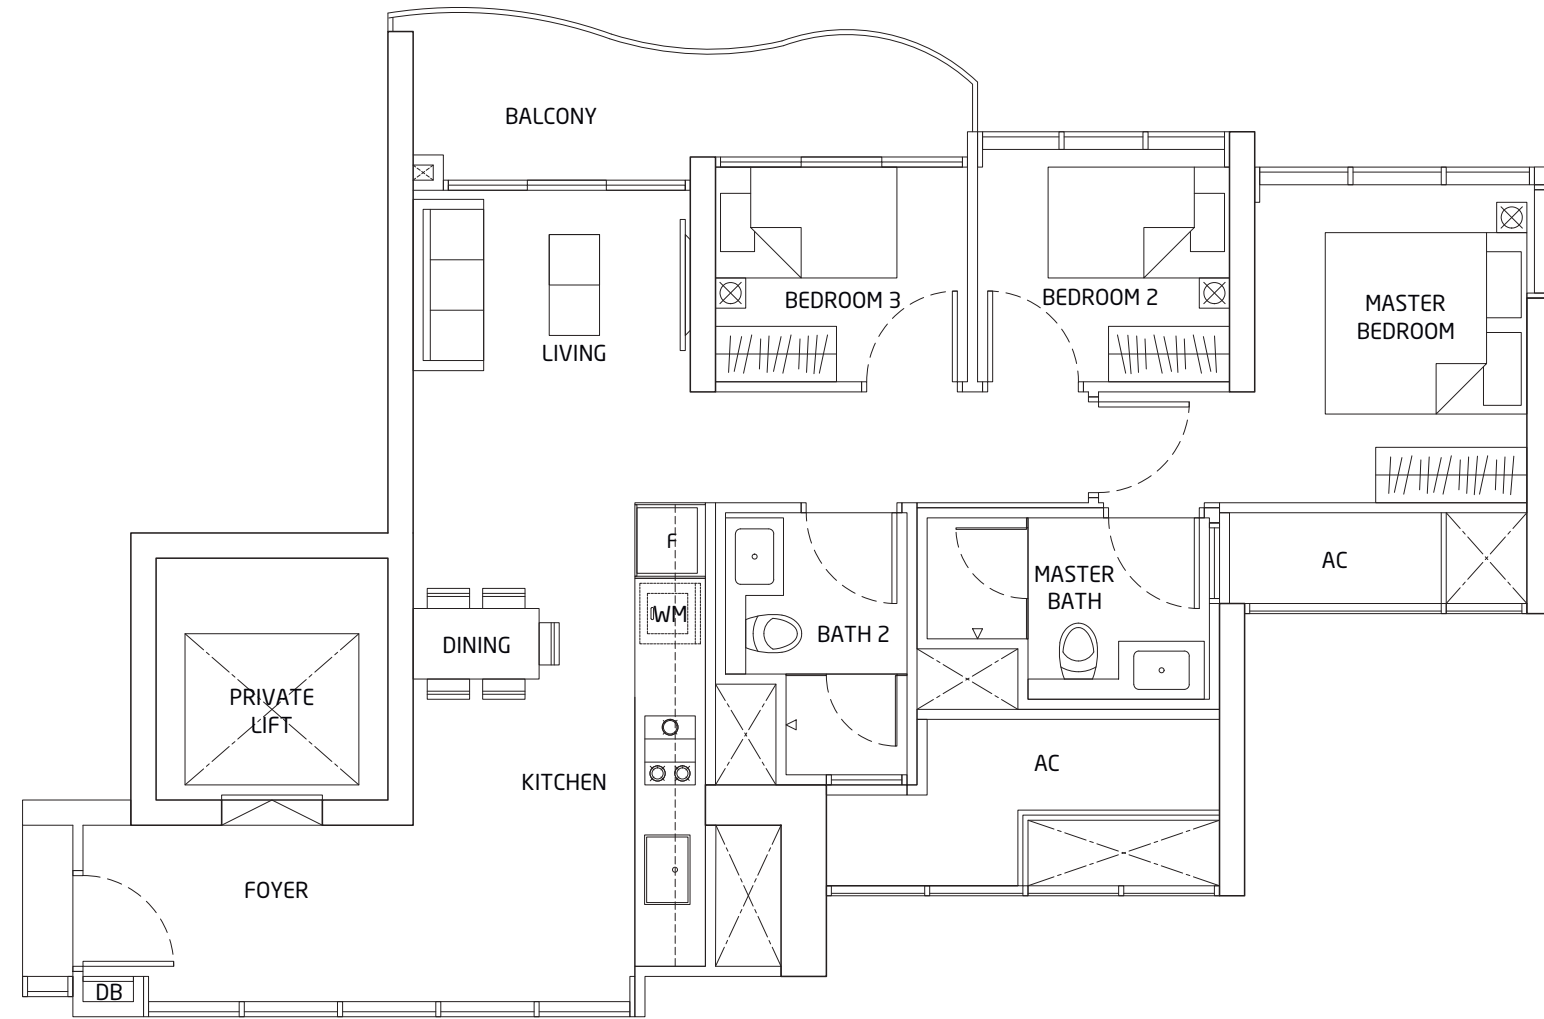 BALCONY
BEDROOM 3
BEDROOM 2
MASTER
BEDROOM
LIVING
F
AC
MASTER
BATH
WM
BATH 2
DINING
PRIVATE
LIFT
AC
KITCHEN
FOYER
DB